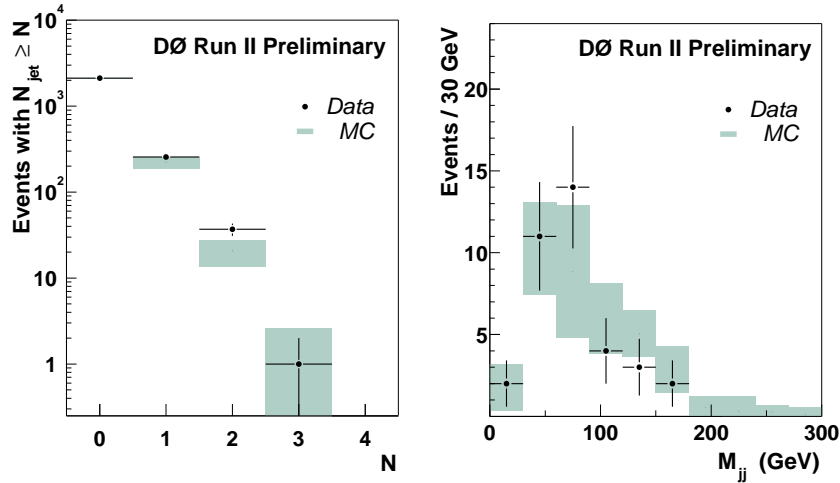 Events with N_jet ≥ N
10^4
10^3
10^2
10
1
DØ Run II Preliminary
Data
MC
0 1 2 3 4
N
Events / 30 GeV
20
15
10
5
DØ Run II Preliminary
Data
MC
0 100 200 300
M_jj (GeV)